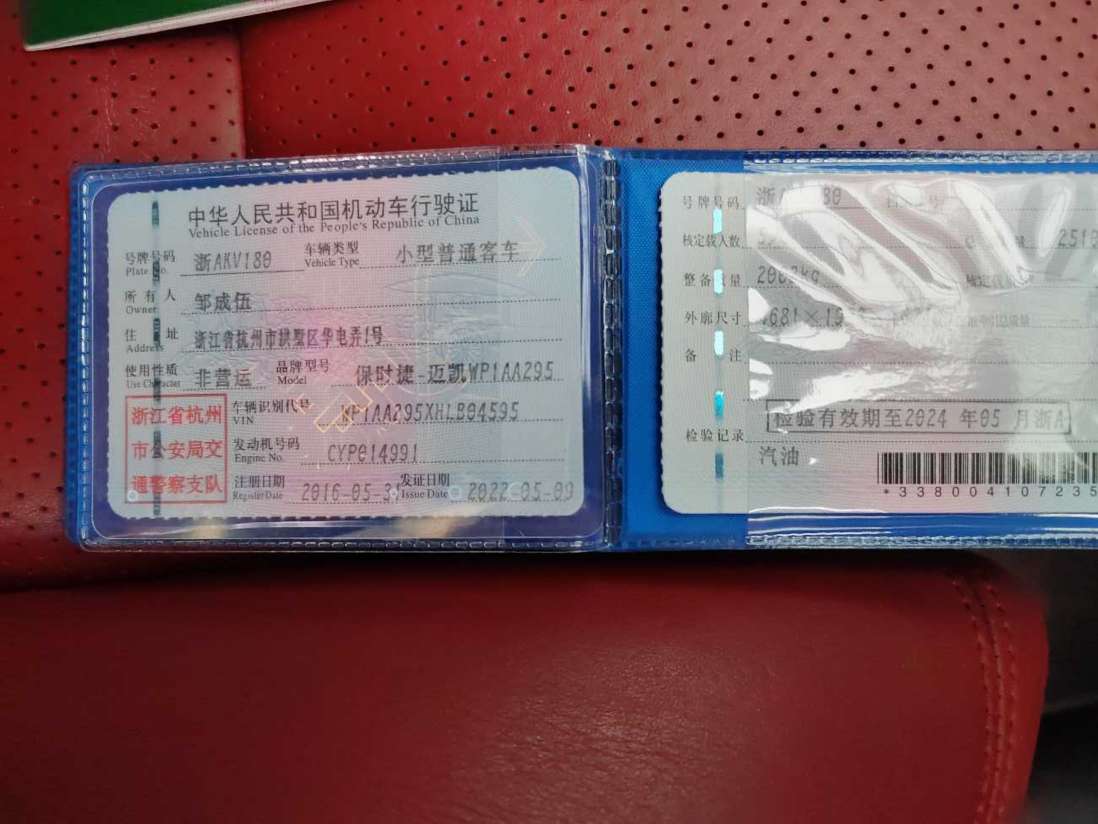 中华人民共和国机动车行驶证
Vehicle License of the People's Republic of China
号牌号码 浙AKV180 车辆类型 小型普通客车
Plate No. Vehicle Type
所有人 邹成伍
Owner
住址 浙江省杭州市拱墅区华电弄1号
Address
使用性质 非营运 品牌型号 保时捷-迈凯WP1AA295
Use Character Model
浙江省杭州
市公安局交
通警察支队
车辆识别代号 WP1AA295XHLB04595
VIN
发动机号码 CYP014991
Engine No.
注册日期 2016-05-31 发证日期 2022-05-09
Register Date Issue Date
号牌号码 浙A 80
核定载人数 251
整备质量 kg
外廓尺寸 681×19
备注
检验记录 检验有效期至2024年05月浙A
汽油
*338004107235